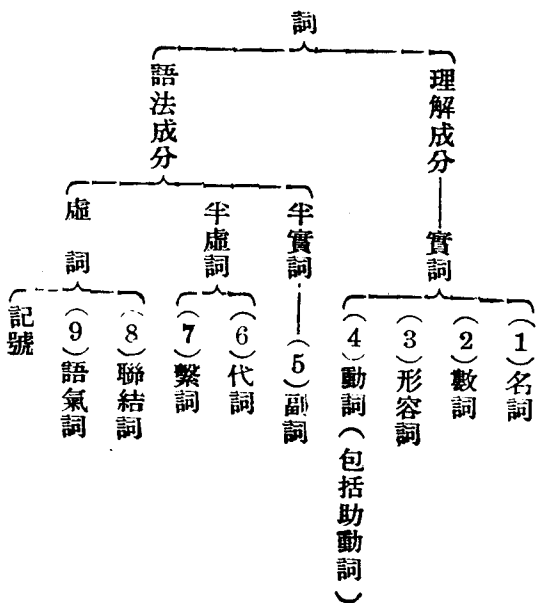 詞
理解成分
語法成分
實詞
半實詞
半虛詞
虛詞
(1)名詞
(2)數詞
(3)形容詞
(4)動詞(包括助動詞)
(5)副詞
(6)代詞
(7)繫詞
(8)聯結詞
(9)語氣詞
記號